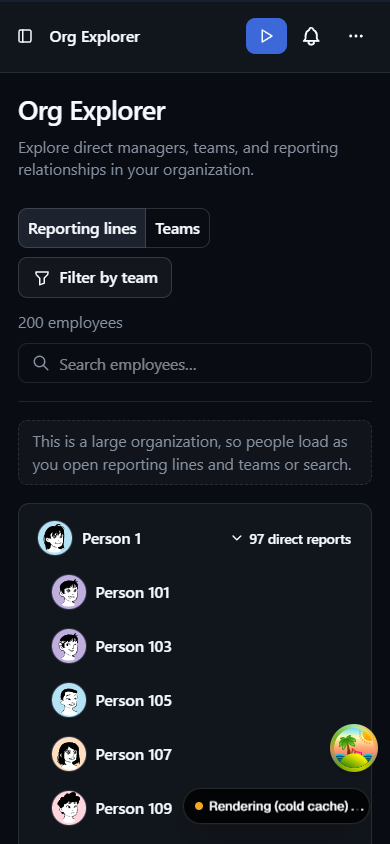 Org Explorer
Org Explorer
Explore direct managers, teams, and reporting
relationships in your organization.
Reporting lines
Teams
Filter by team
200 employees
Search employees...
This is a large organization, so people load as
you open reporting lines and teams or search.
Person 1
97 direct reports
Person 101
Person 103
Person 105
Person 107
Person 109
Rendering (cold cache) ...